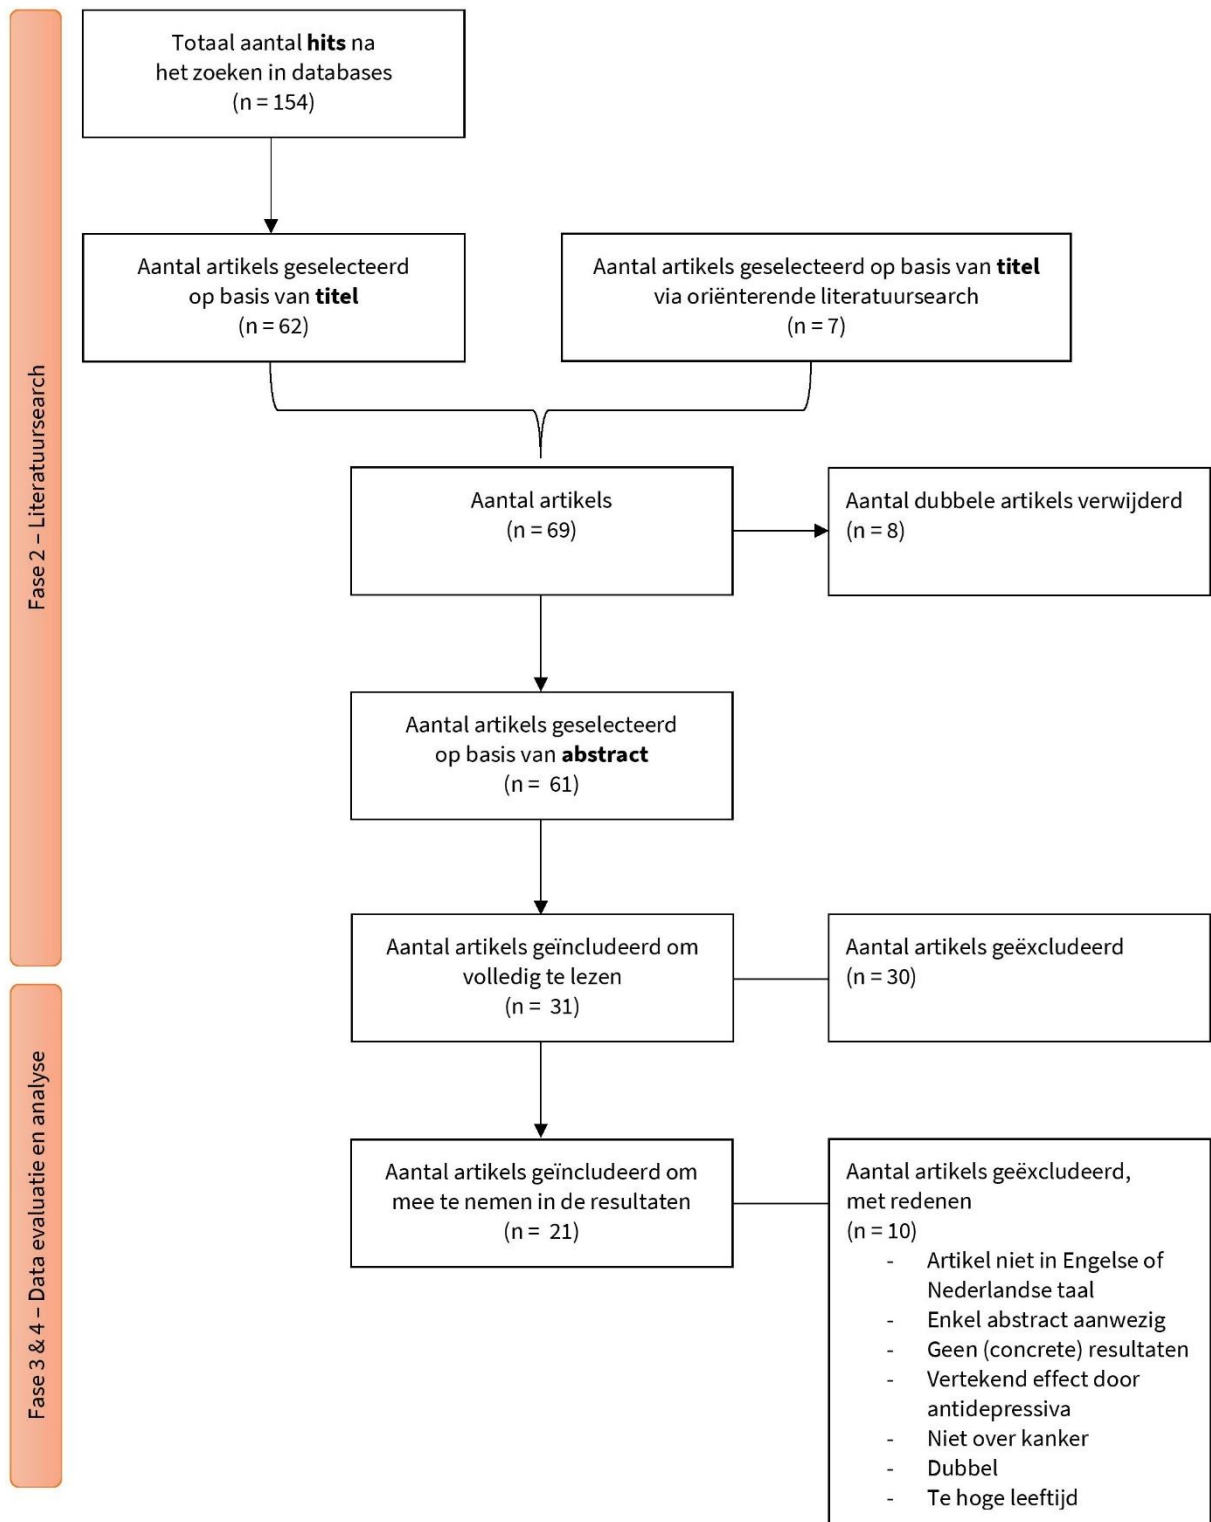 Fase 2 – Literatuursearch
Totaal aantal hits na
het zoeken in databases
(n = 154)
Aantal artikels geselecteerd
op basis van titel
(n = 62)
Aantal artikels geselecteerd op basis van titel
via oriënterende literatuursearch
(n = 7)
Aantal artikels
(n = 69)
Aantal dubbele artikels verwijderd
(n = 8)
Aantal artikels geselecteerd
op basis van abstract
(n = 61)
Aantal artikels geïncludeerd om
volledig te lezen
(n = 31)
Aantal artikels geëxcludeerd
(n = 30)
Fase 3 & 4 – Data evaluatie en analyse
Aantal artikels geïncludeerd om
mee te nemen in de resultaten
(n = 21)
Aantal artikels geëxcludeerd,
met redenen
(n = 10)
- Artikel niet in Engelse of
Nederlandse taal
- Enkel abstract aanwezig
- Geen (concrete) resultaten
- Vertekend effect door
antidepressiva
- Niet over kanker
- Dubbel
- Te hoge leeftijd